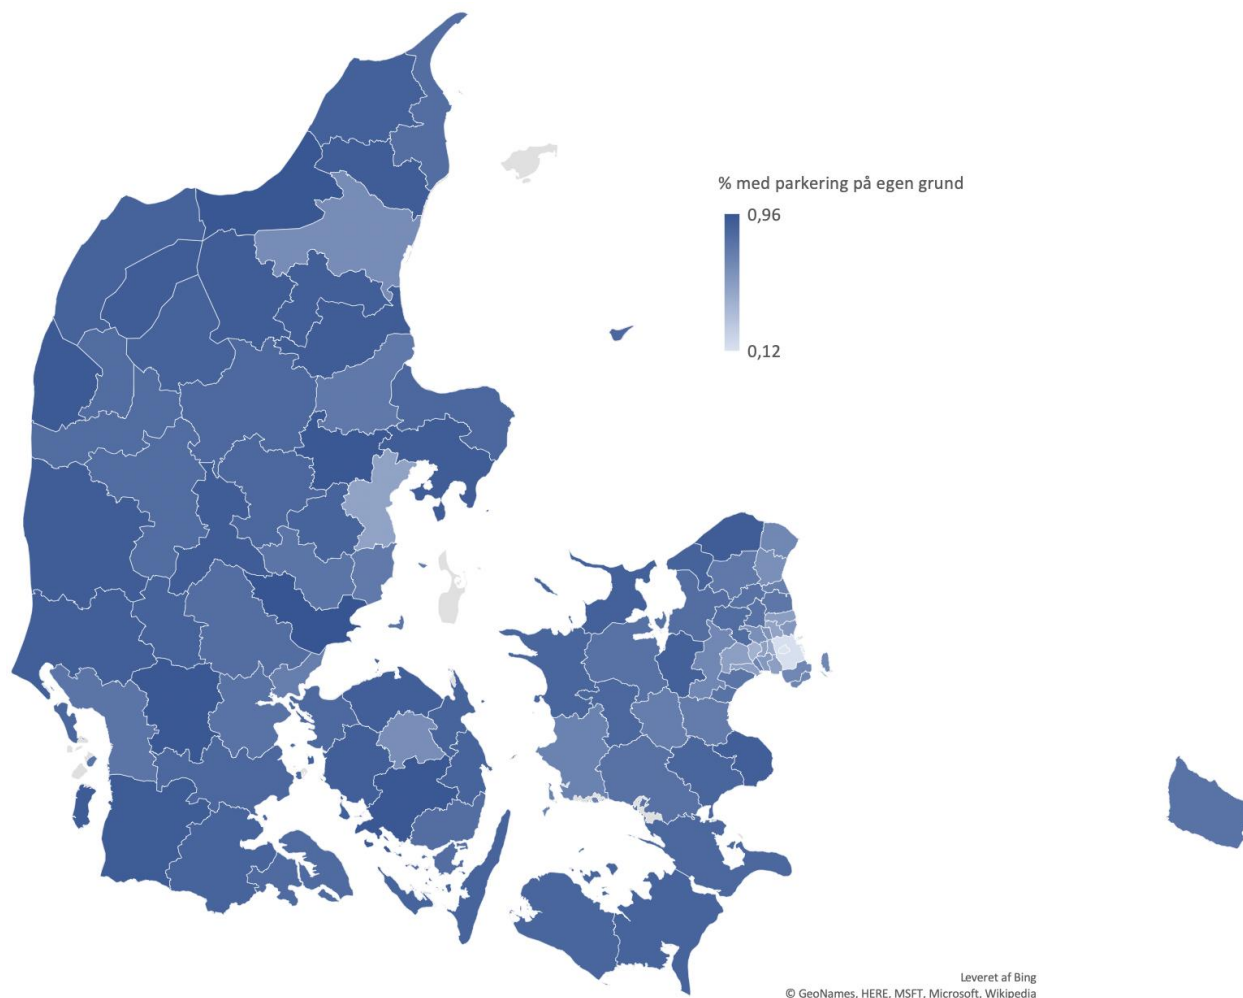 % med parkering på egen grund
0,96
0,12
Leveret af Bing
© GeoNames, HERE, MSFT, Microsoft, Wikipedia